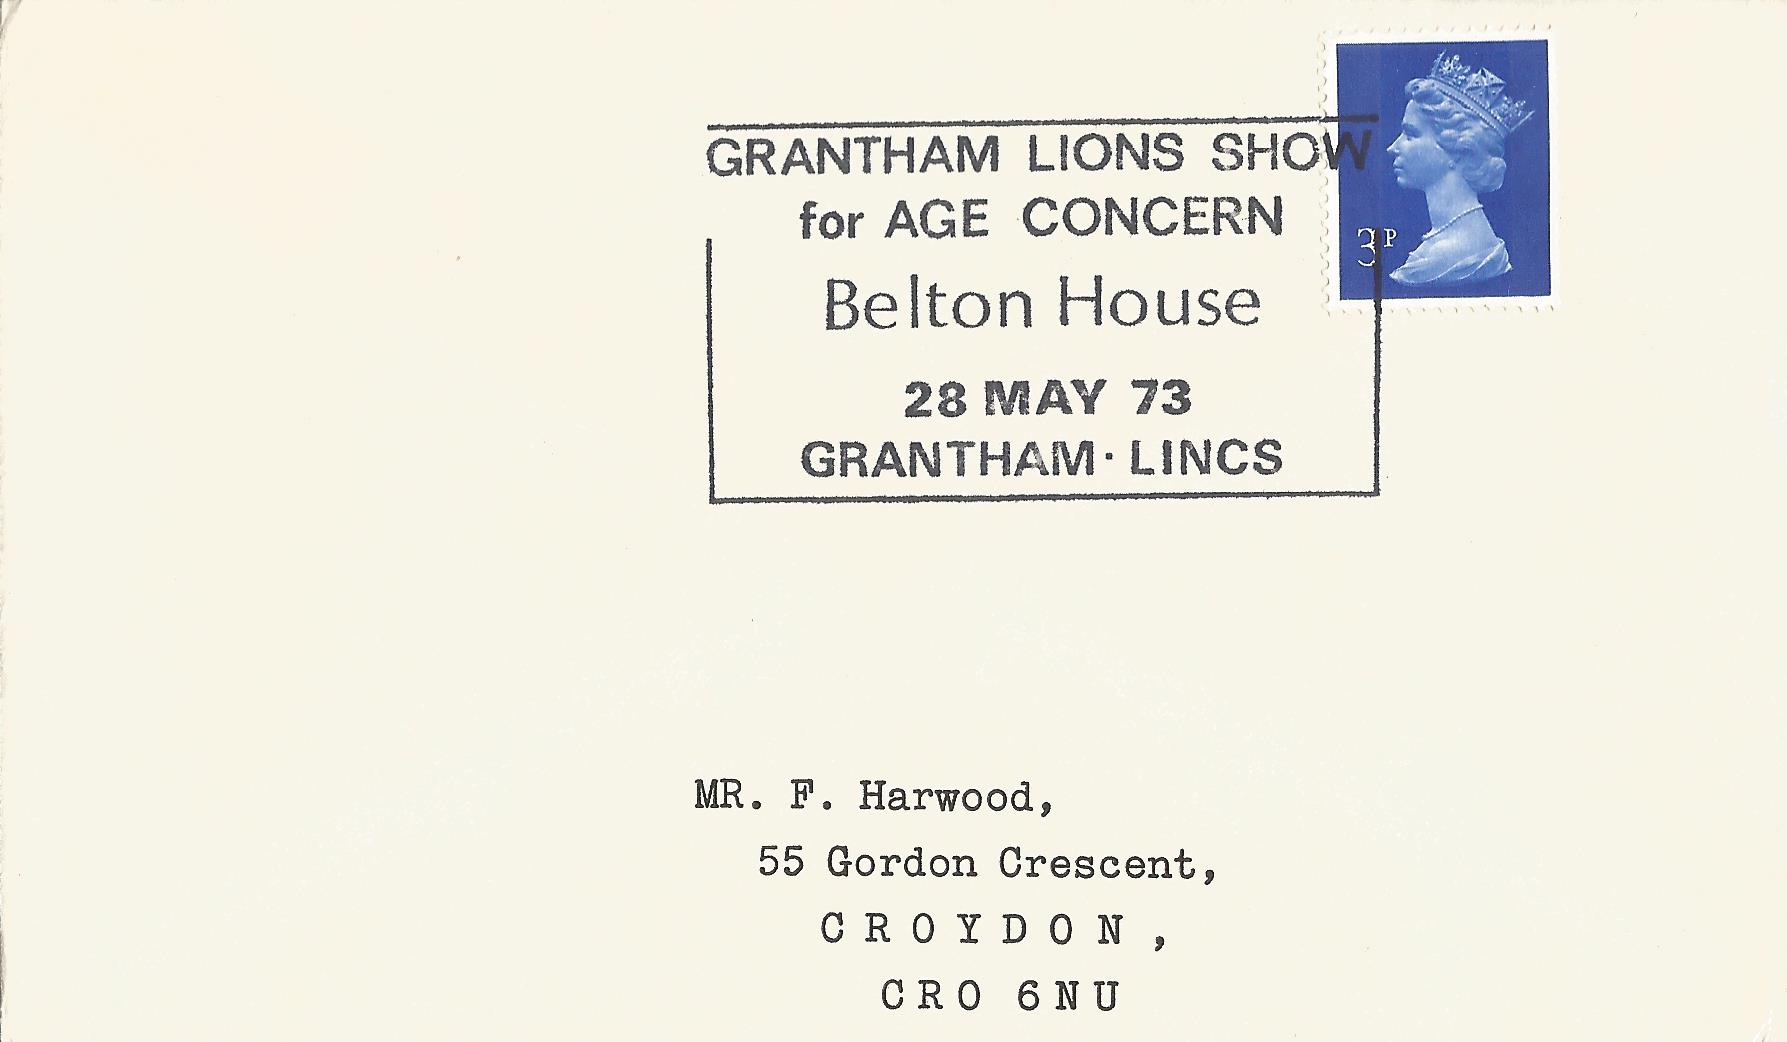 GRANTHAM LIONS SHOW
for AGE CONCERN
Belton House
28 MAY 73
GRANTHAM · LINCS
3P
MR. F. Harwood,
55 Gordon Crescent,
CROYDON,
CRO 6NU